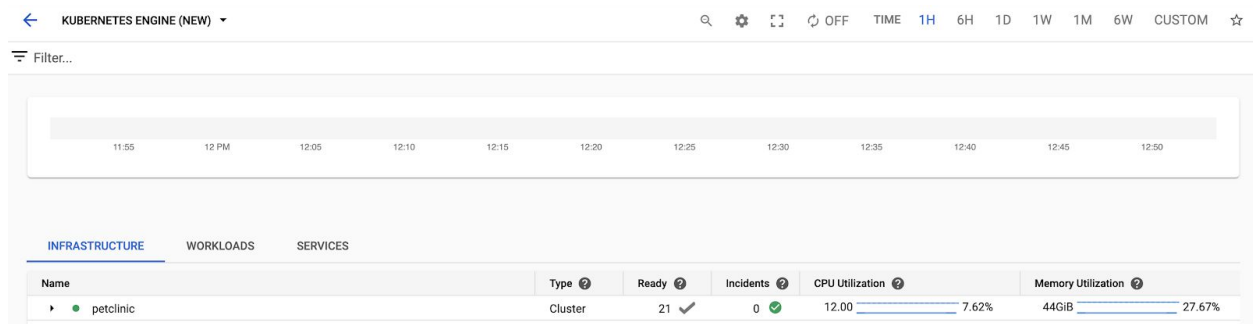 KUBERNETES ENGINE (NEW) OFF TIME 1H 6H 1D 1W 1M 6W CUSTOM
Filter...
11:55 12 PM 12:05 12:10 12:15 12:20 12:25 12:30 12:35 12:40 12:45 12:50
INFRASTRUCTURE WORKLOADS SERVICES
Name Type Ready Incidents CPU Utilization Memory Utilization
petclinic Cluster 21 0 12.00 7.62% 44GiB 27.67%